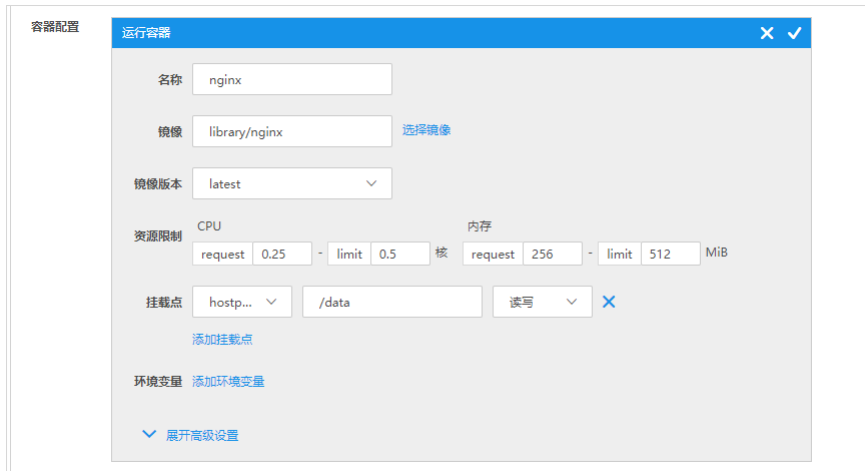 容器配置
运行容器
名称 nginx
镜像 library/nginx 选择镜像
镜像版本 latest
资源限制 CPU 内存
request 0.25 - limit 0.5 核 request 256 - limit 512 MiB
挂载点 hostp... /data 读写
添加挂载点
环境变量 添加环境变量
展开高级设置